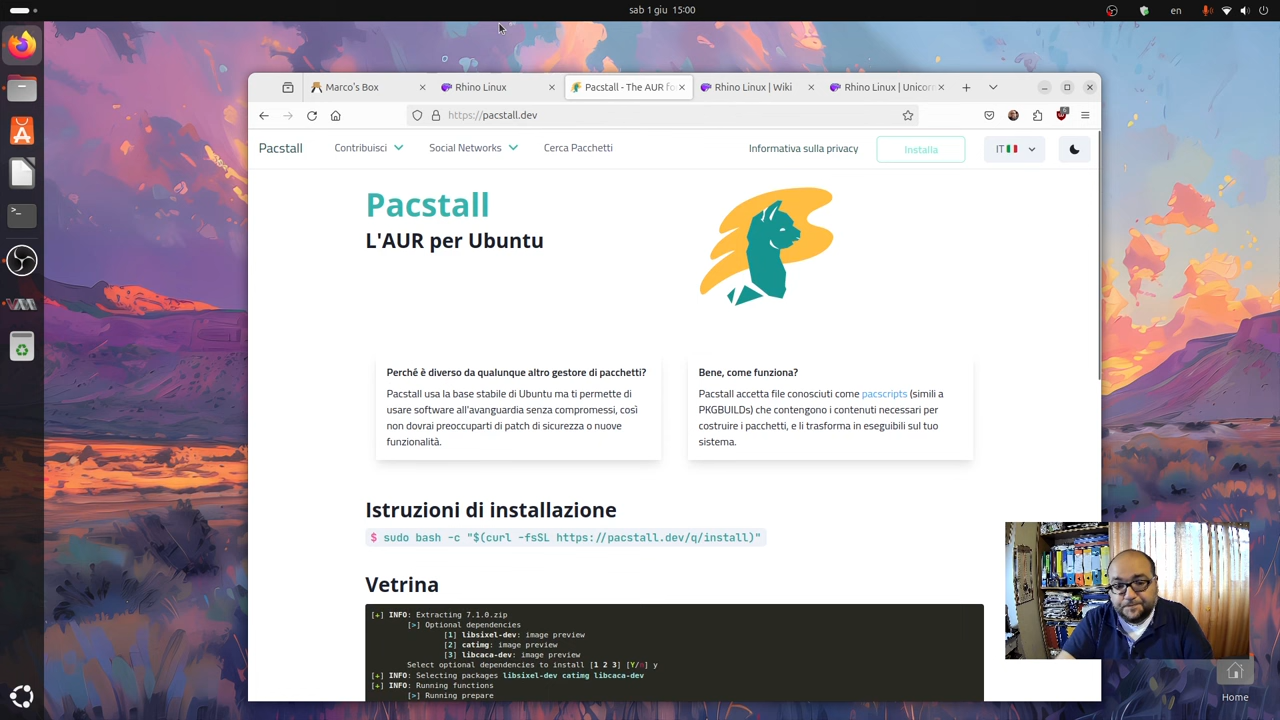 sab 1 giu 15:00
en
Marco's Box
Rhino Linux
Pacstall - The AUR fo
Rhino Linux | Wiki
Rhino Linux | Unicorn
https://pacstall.dev
6
Pacstall
Contribuisci
Social Networks
Cerca Pacchetti
Informativa sulla privacy
Installa
IT
Pacstall
L'AUR per Ubuntu
Perché è diverso da qualunque altro gestore di pacchetti?
Pacstall usa la base stabile di Ubuntu ma ti permette di
usare software all'avanguardia senza compromessi, così
non dovrai preoccuparti di patch di sicurezza o nuove
funzionalità.
Bene, come funziona?
Pacstall accetta file conosciuti come pacscripts (simili a
PKGBUILDs) che contengono i contenuti necessari per
costruire i pacchetti, e li trasforma in eseguibili sul tuo
sistema.
Istruzioni di installazione
$ sudo bash -c "$(curl -fsSL https://pacstall.dev/q/install)"
Vetrina
[+] INFO: Extracting 7.1.0.zip
[>] Optional dependencies
[1] libsixel-dev: image preview
[2] catimg: image preview
[3] libcaca-dev: image preview
Select optional dependencies to install [1 2 3] [Y/n] y
[+] INFO: Selecting packages libsixel-dev catimg libcaca-dev
[+] INFO: Running functions
[>] Running prepare
Home